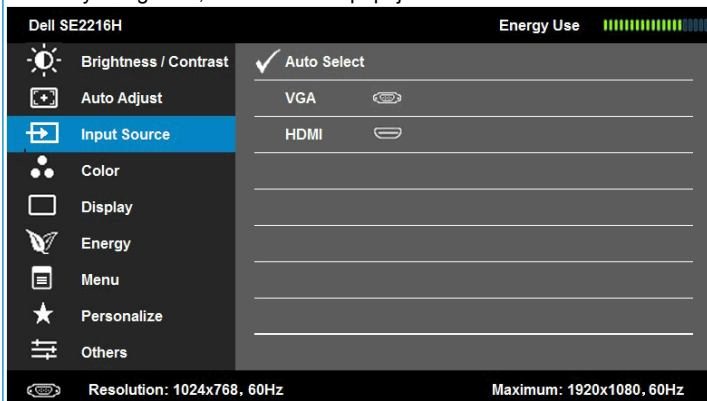 Dell SE2216H Energy Use
Brightness / Contrast Auto Select
Auto Adjust VGA
Input Source HDMI
Color
Display
Energy
Menu
Personalize
Others
Resolution: 1024x768, 60Hz Maximum: 1920x1080, 60Hz